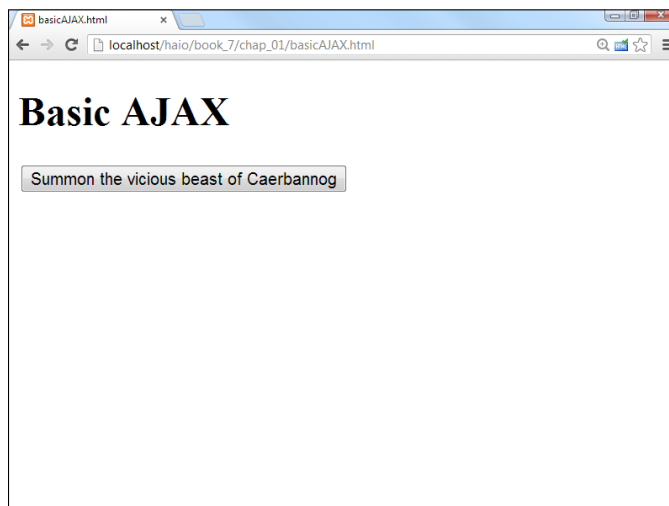 basicAJAX.html
localhost/haio/book_7/chap_01/basicAJAX.html
Basic AJAX
Summon the vicious beast of Caerbannog